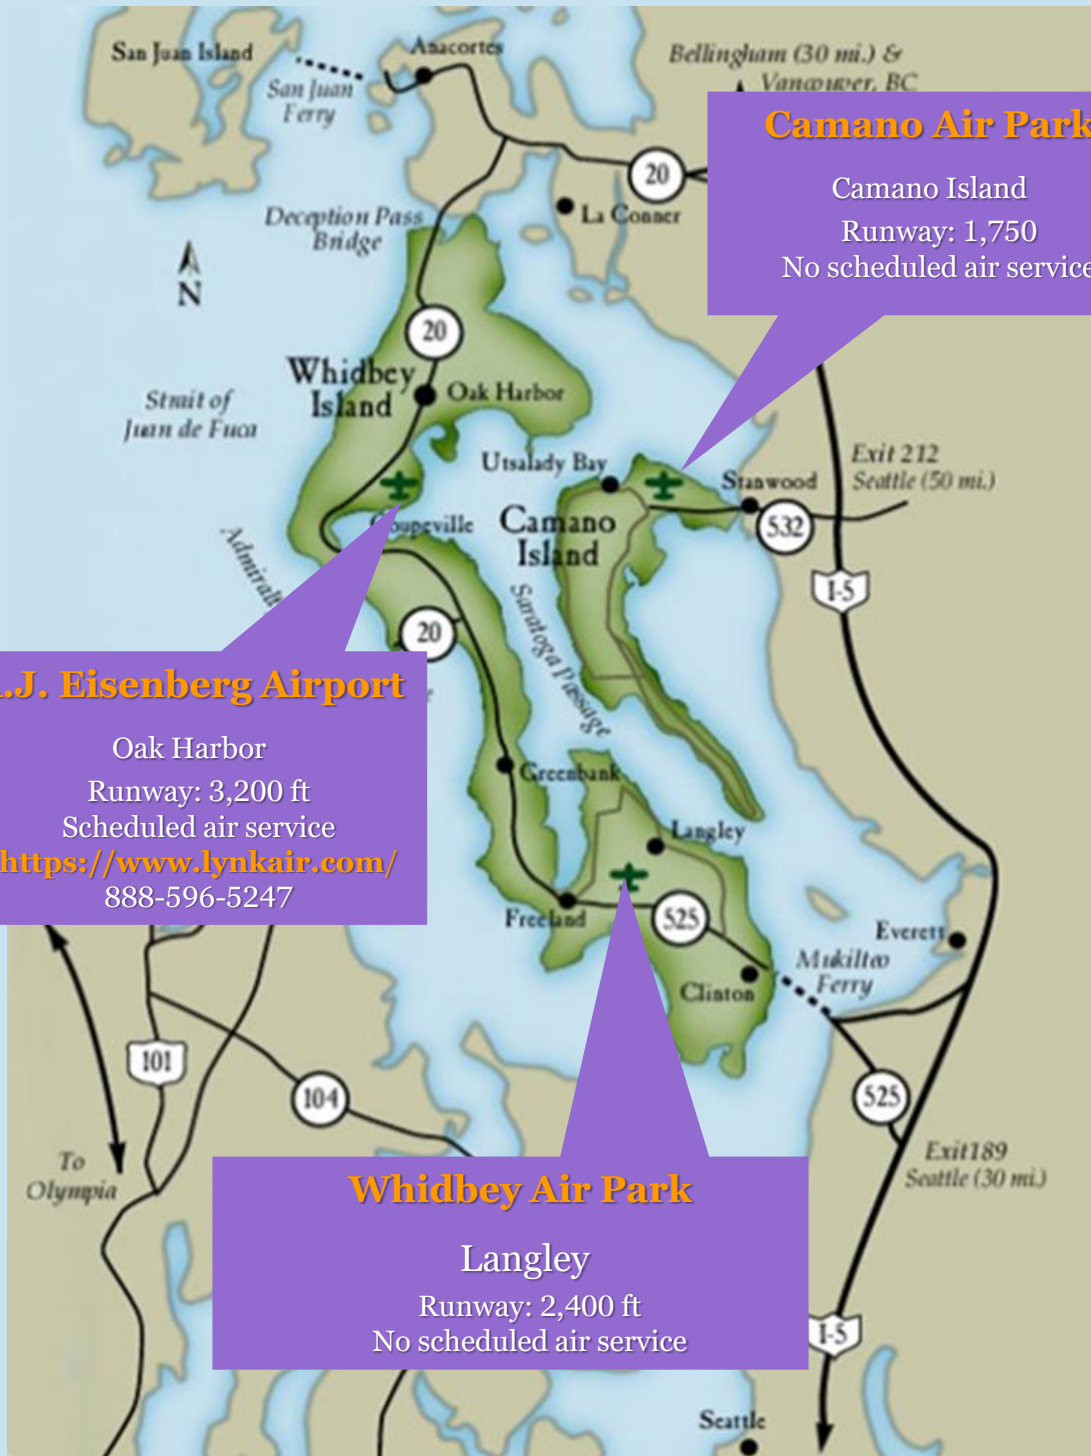 San Juan Island
Anacortes
San Juan
Ferry
Bellingham (30 mi.) &
Vancouver, BC
Camano Air Park
Camano Island
Runway: 1,750
No scheduled air service
20
La Conner
Deception Pass
Bridge
N
20
Whidbey
Island
Oak Harbor
Strait of
Juan de Fuca
Utsalady Bay
Stanwood
Exit 212
Seattle (50 mi.)
532
Coupeville
Camano
Island
I-5
Saratoga Passage
20
.J. Eisenberg Airport
Oak Harbor
Runway: 3,200 ft
Scheduled air service
https://www.lynkair.com/
888-596-5247
Greenbank
Langley
Freeland
525
Everett
Mukilteo
Ferry
Clinton
101
104
525
To
Olympia
Exit189
Seattle (30 mi.)
Whidbey Air Park
Langley
Runway: 2,400 ft
No scheduled air service
I-5
Seattle